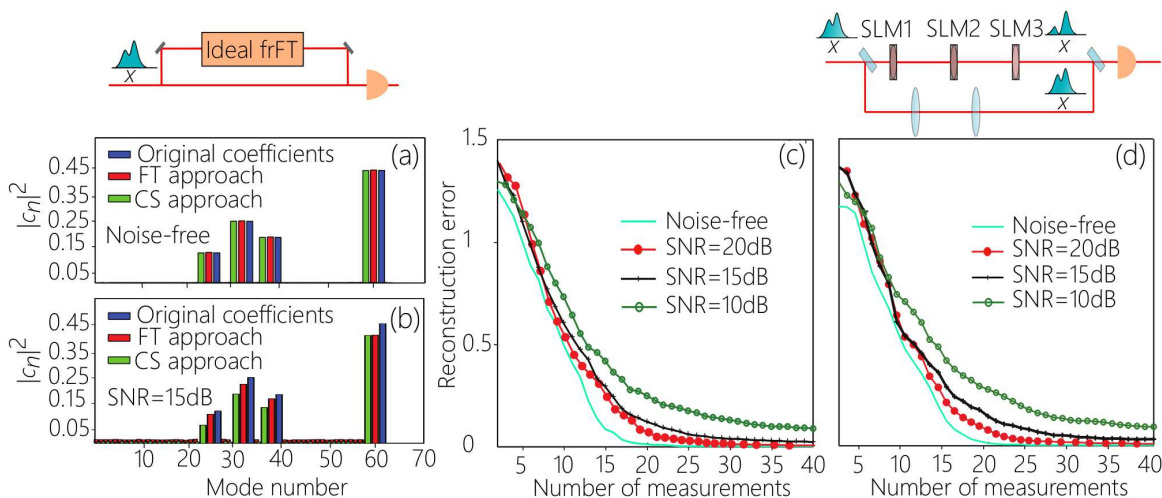 Ideal frFT
X
SLM1 SLM2 SLM3
X
X
X
(a)
Original coefficients
FT approach
CS approach
Noise-free
|cₙ|²
0.45
0.35
0.25
0.15
0.05
(b)
Original coefficients
FT approach
CS approach
SNR=15dB
|cₙ|²
0.45
0.35
0.25
0.15
0.05
10 20 30 40 50 60 70
Mode number
(c)
Reconstruction error
1.5
1
0.5
0
Noise-free
SNR=20dB
SNR=15dB
SNR=10dB
5 10 15 20 25 30 35 40
Number of measurements
(d)
Noise-free
SNR=20dB
SNR=15dB
SNR=10dB
5 10 15 20 25 30 35 40
Number of measurements